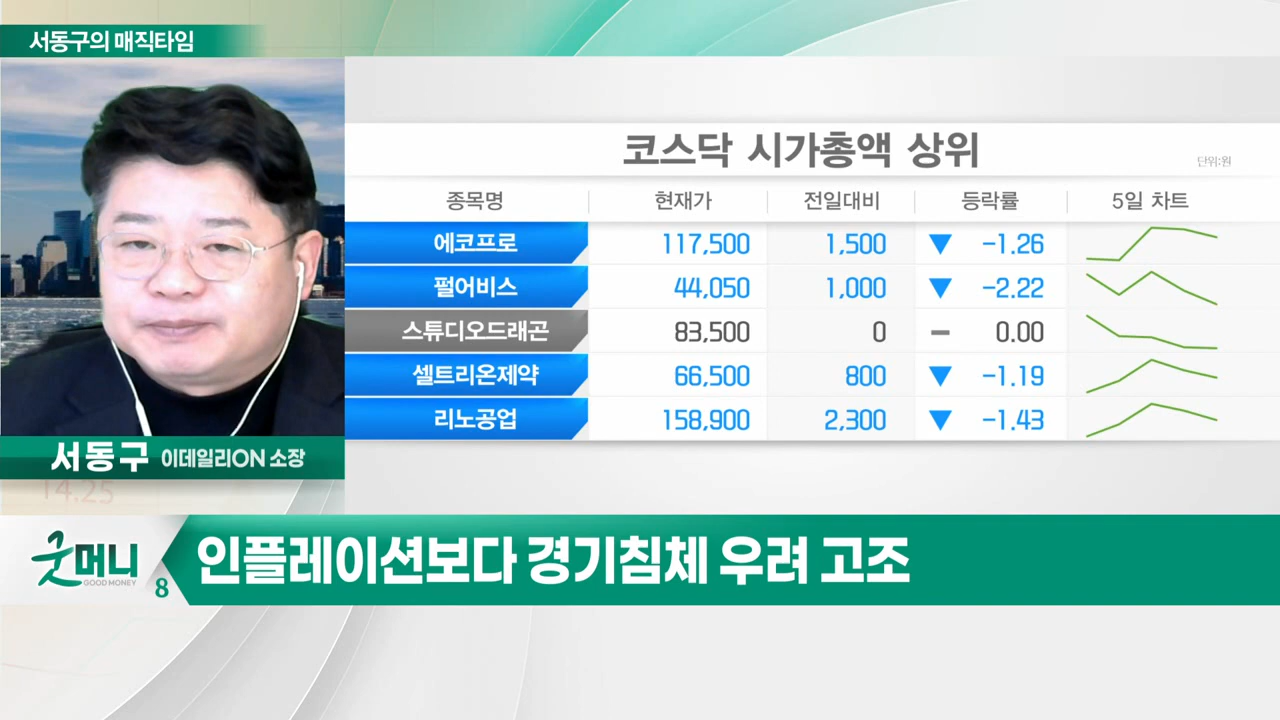 서동구의 매직타임
코스닥 시가총액 상위
단위:원
종목명 현재가 전일대비 등락률 5일 차트
에코프로 117,500 1,500 ▼ -1.26
펄어비스 44,050 1,000 ▼ -2.22
스튜디오드래곤 83,500 0 - 0.00
셀트리온제약 66,500 800 ▼ -1.19
리노공업 158,900 2,300 ▼ -1.43
서동구 이데일리ON 소장
14.25
굿머니
GOOD MONEY
8
인플레이션보다 경기침체 우려 고조